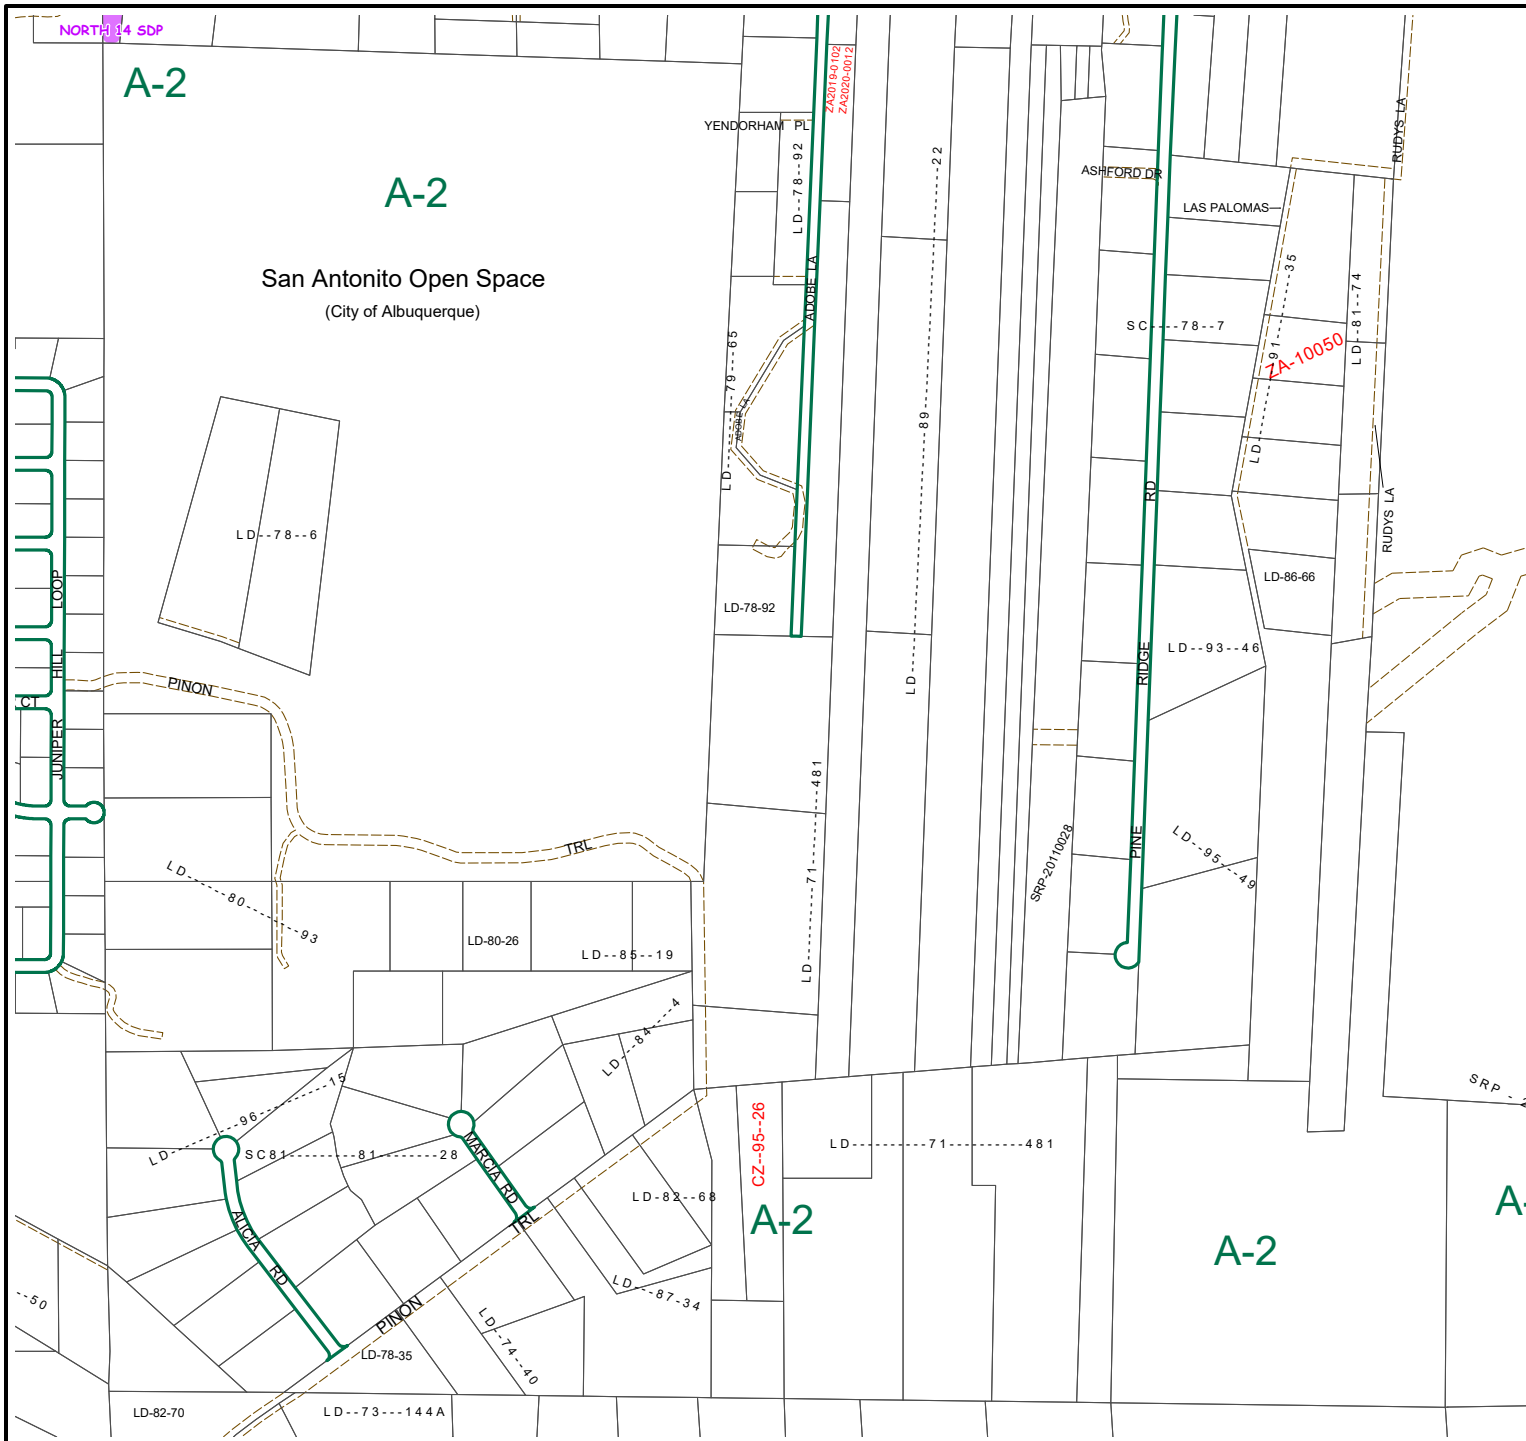 NORTH 14 SDP
A-2
ZA2019-0102
ZA2020-0012
YENDORHAM PL
LD--78--92
RUDYS LA
ASHFORD DR
A-2
LAS PALOMAS
San Antonito Open Space
(City of Albuquerque)
ADOBE LA
LD--79--65
ADOBE LA
LD--89--22
SC--78--7
LD--91--35
LD--81--74
ZA-10050
RUDYS LA
LD--78--6
LD-78-92
LD-86-66
PINE RIDGE RD
LD--93--46
JUNIPER HILL LOOP
CT
PINON TRL
LD--71--481
SRP-20110028
LD--95--49
LD--80--93
LD-80-26
LD--85--19
LD--84--4
SRP -
LD--96--15
SC81--81--28
MARCIA RD
CZ--95--26
LD--71--481
LD--82--68
A-2
A-2
A-
ALICIA RD
PINON TRL
LD--87-34
LD--74--40
--50
LD-78-35
LD-82-70
LD--73---144A